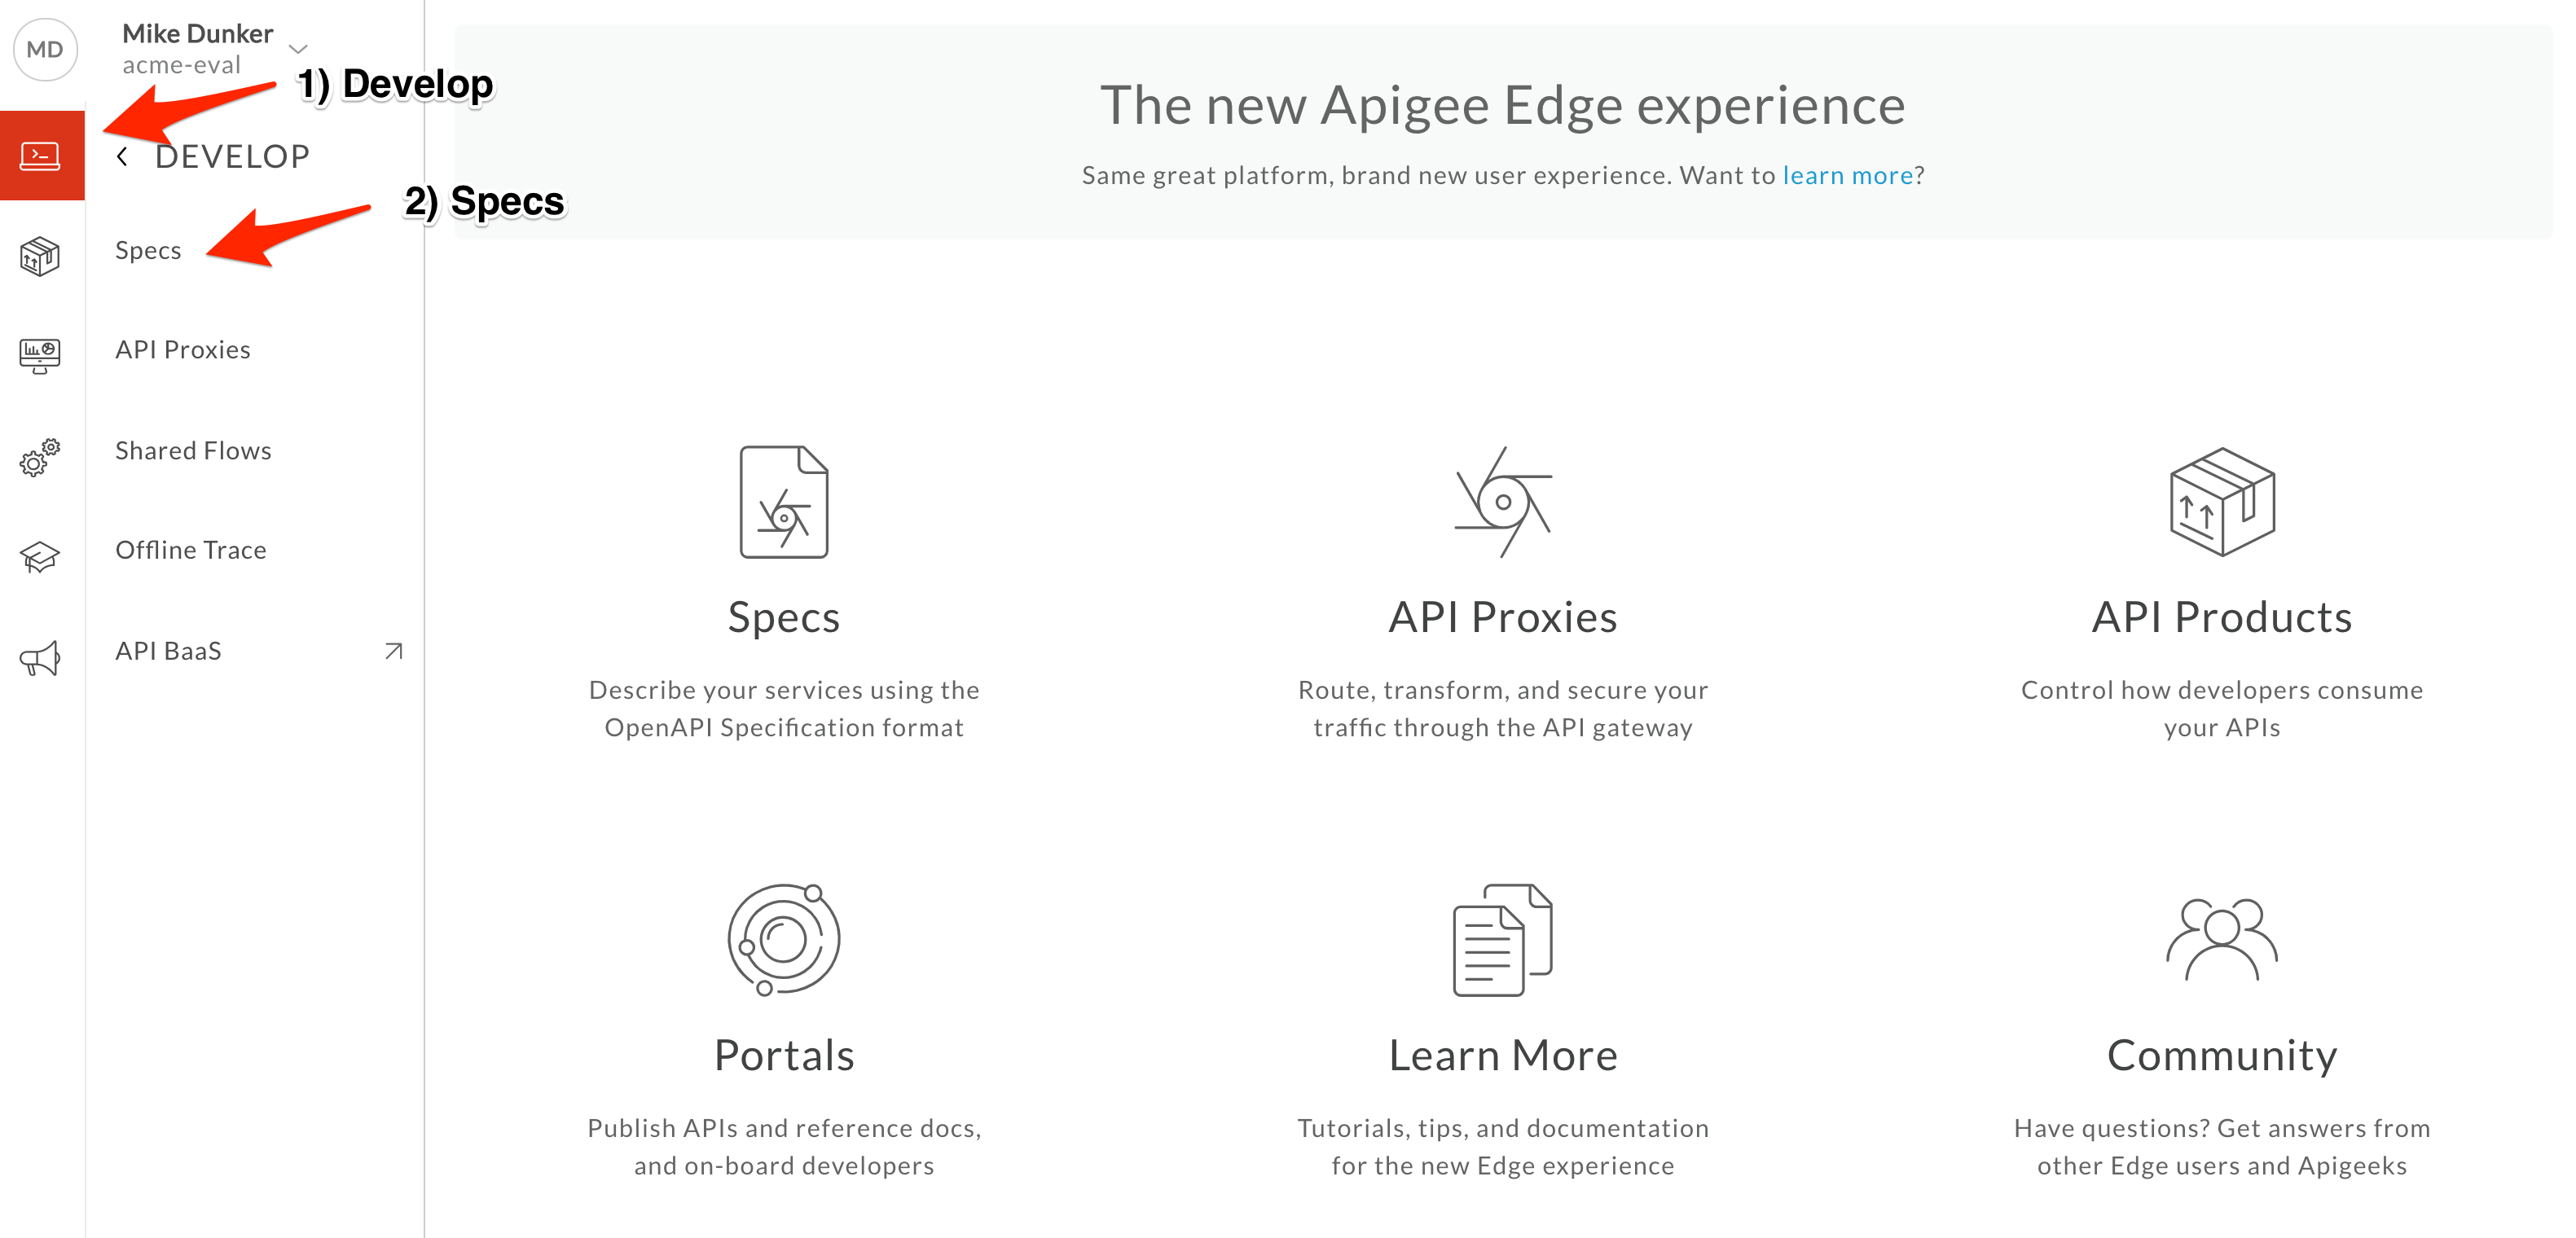 MD
Mike Dunker
acme-eval
1) Develop
DEVELOP
2) Specs
Specs
API Proxies
Shared Flows
Offline Trace
API BaaS
The new Apigee Edge experience
Same great platform, brand new user experience. Want to learn more?
Specs
Describe your services using the
OpenAPI Specification format
API Proxies
Route, transform, and secure your
traffic through the API gateway
API Products
Control how developers consume
your APIs
Portals
Publish APIs and reference docs,
and on-board developers
Learn More
Tutorials, tips, and documentation
for the new Edge experience
Community
Have questions? Get answers from
other Edge users and Apigeeks